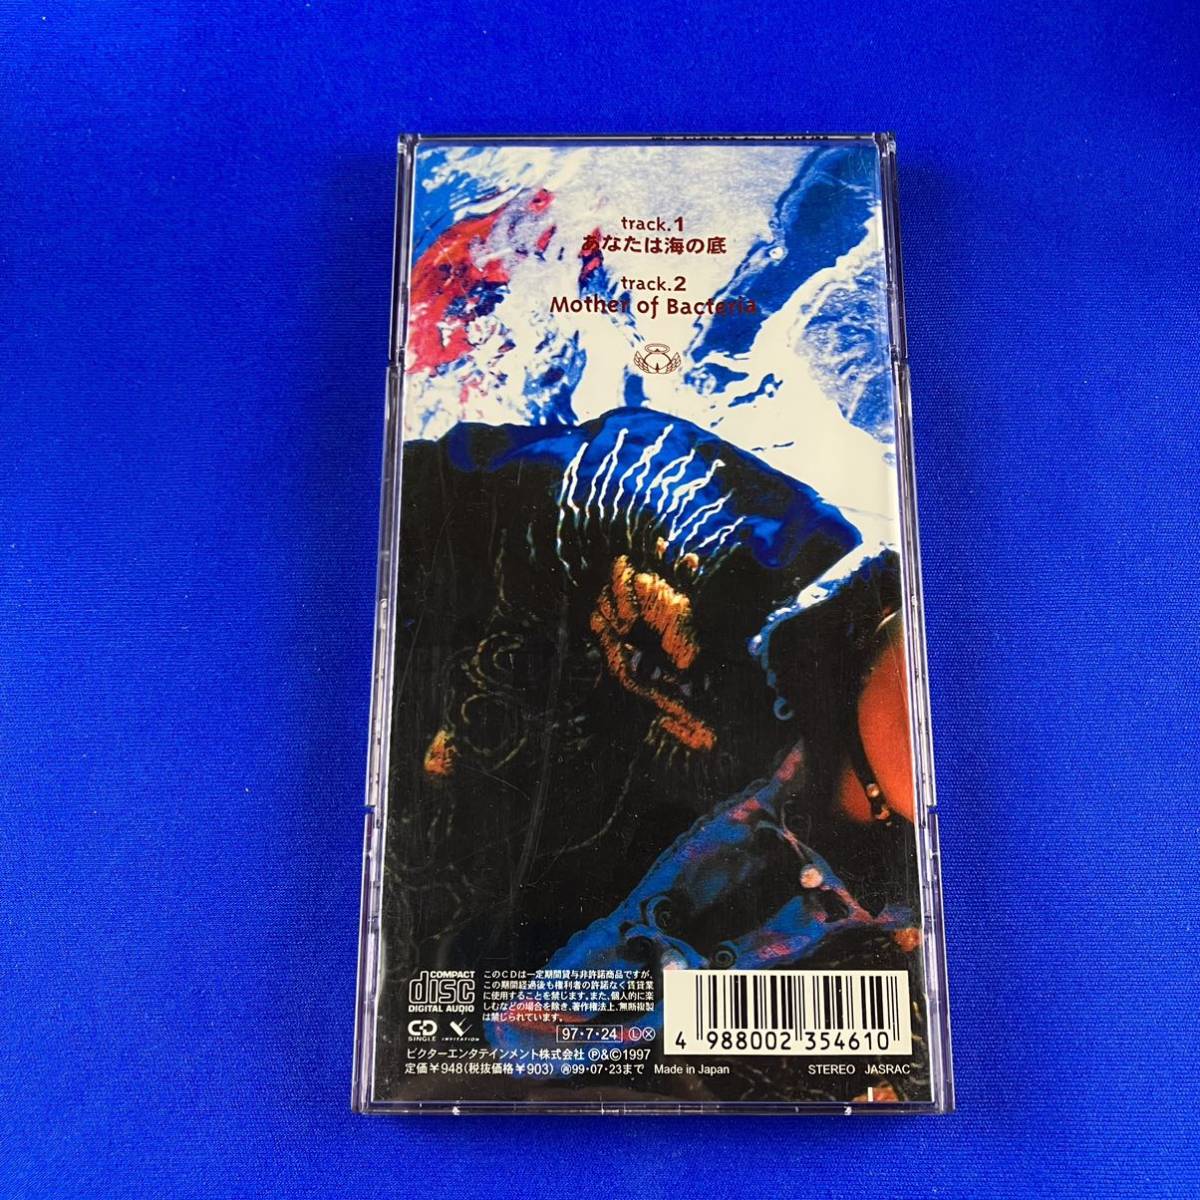 track.1
あなたは海の底
track.2
Mother of Bacteria
COMPACT
disc
DIGITAL AUDIO
CD
SINGLE
INVITATION
このCDは一定期間貸与非許諾商品ですが、
この期間経過後も権利者の許諾なく賃貸業
に使用することを禁じます。また、個人的に楽
しむなどの場合を除き、著作権法上、無断複製
は禁じられています。
97・7・24 Ⓛ Ⓧ
ビクターエンタテインメント株式会社 Ⓟ&©1997
定価￥948(税抜価格￥903) 再99・07・23まで Made in Japan
4 988002 354610
STEREO JASRAC